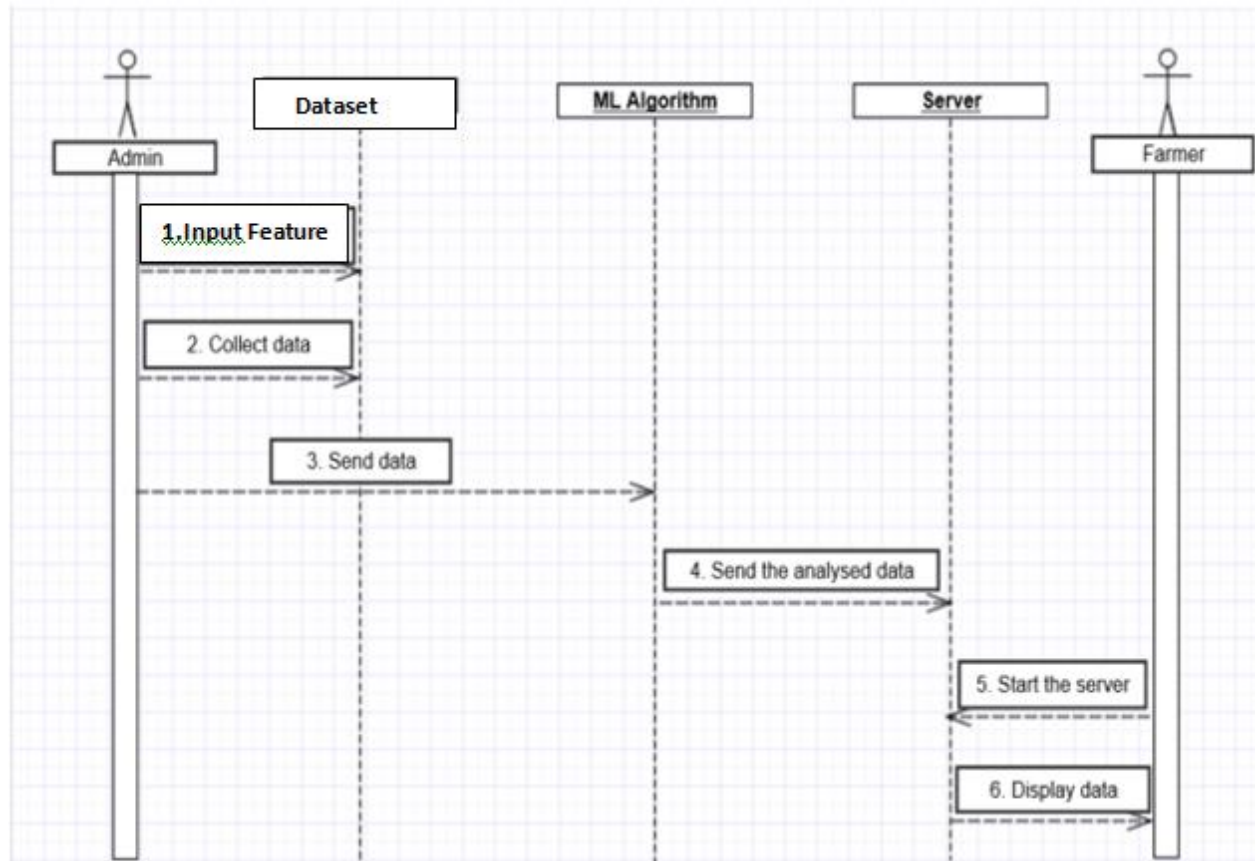 Dataset
ML Algorithm
Server
Admin
Farmer
1.Input Feature
2. Collect data
3. Send data
4. Send the analysed data
5. Start the server
6. Display data